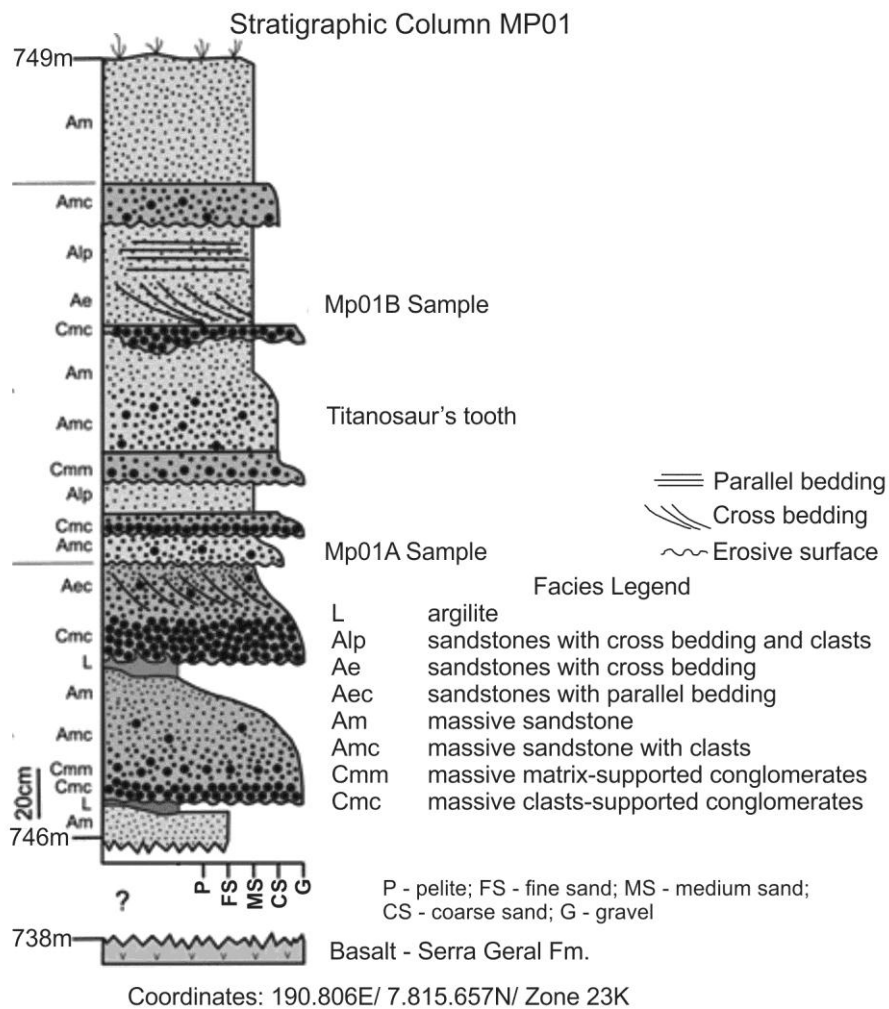 Stratigraphic Column MP01
749m
Am
Amc
Alp
Ae
Mp01B Sample
Cmc
Am
Amc
Titanosaur's tooth
Cmm
Alp
Cmc
Amc
Mp01A Sample
Aec
Cmc
L
Am
Amc
Cmm
Cmc
L
Am
20cm
746m
P FS MS CS G
?
738m
Basalt - Serra Geral Fm.
Parallel bedding
Cross bedding
Erosive surface
Facies Legend
L argilite
Alp sandstones with cross bedding and clasts
Ae sandstones with cross bedding
Aec sandstones with parallel bedding
Am massive sandstone
Amc massive sandstone with clasts
Cmm massive matrix-supported conglomerates
Cmc massive clasts-supported conglomerates
P - pelite; FS - fine sand; MS - medium sand;
CS - coarse sand; G - gravel
Coordinates: 190.806E/ 7.815.657N/ Zone 23K